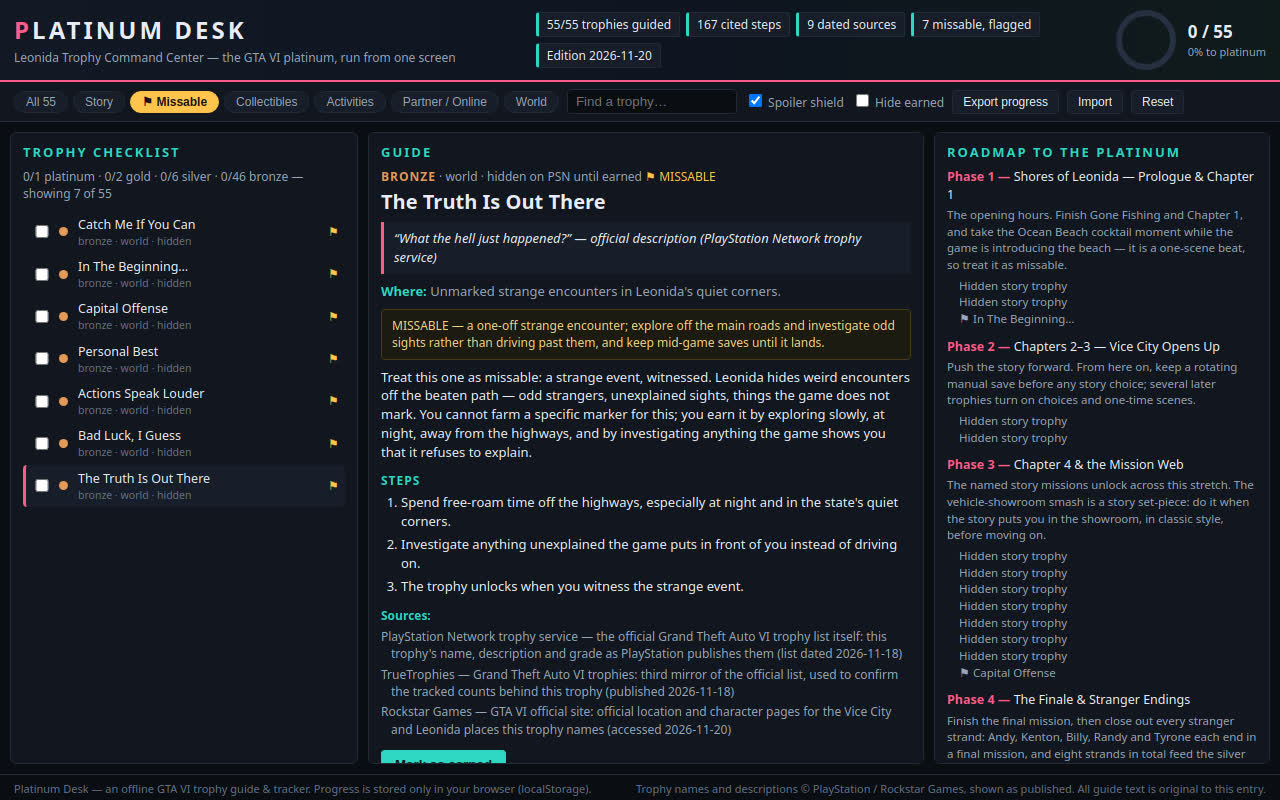 PLATINUM DESK
Leonida Trophy Command Center — the GTA VI platinum, run from one screen
55/55 trophies guided
167 cited steps
9 dated sources
7 missable, flagged
Edition 2026-11-20
0 / 55
0% to platinum
All 55
Story
⚑ Missable
Collectibles
Activities
Partner / Online
World
Find a trophy…
Spoiler shield
Hide earned
Export progress
Import
Reset
TROPHY CHECKLIST
0/1 platinum · 0/2 gold · 0/6 silver · 0/46 bronze —
showing 7 of 55
Catch Me If You Can
bronze · world · hidden
⚑
In The Beginning...
bronze · world · hidden
⚑
Capital Offense
bronze · world · hidden
⚑
Personal Best
bronze · world · hidden
⚑
Actions Speak Louder
bronze · world · hidden
⚑
Bad Luck, I Guess
bronze · world · hidden
⚑
The Truth Is Out There
bronze · world · hidden
⚑
GUIDE
BRONZE · world · hidden on PSN until earned ⚑ MISSABLE
The Truth Is Out There
“What the hell just happened?” — official description (PlayStation Network trophy
service)
Where: Unmarked strange encounters in Leonida's quiet corners.
MISSABLE — a one-off strange encounter; explore off the main roads and investigate odd
sights rather than driving past them, and keep mid-game saves until it lands.
Treat this one as missable: a strange event, witnessed. Leonida hides weird encounters
off the beaten path — odd strangers, unexplained sights, things the game does not
mark. You cannot farm a specific marker for this; you earn it by exploring slowly, at
night, away from the highways, and by investigating anything the game shows you
that it refuses to explain.
STEPS
1. Spend free-roam time off the highways, especially at night and in the state's quiet
corners.
2. Investigate anything unexplained the game puts in front of you instead of driving
on.
3. The trophy unlocks when you witness the strange event.
Sources:
PlayStation Network trophy service — the official Grand Theft Auto VI trophy list itself: this
trophy's name, description and grade as PlayStation publishes them (list dated 2026-11-18)
TrueTrophies — Grand Theft Auto VI trophies: third mirror of the official list, used to confirm
the tracked counts behind this trophy (published 2026-11-18)
Rockstar Games — GTA VI official site: official location and character pages for the Vice City
and Leonida places this trophy names (accessed 2026-11-20)
Mark as earned
ROADMAP TO THE PLATINUM
Phase 1 — Shores of Leonida — Prologue & Chapter
1
The opening hours. Finish Gone Fishing and Chapter 1,
and take the Ocean Beach cocktail moment while the
game is introducing the beach — it is a one-scene beat,
so treat it as missable.
Hidden story trophy
Hidden story trophy
⚑ In The Beginning...
Phase 2 — Chapters 2–3 — Vice City Opens Up
Push the story forward. From here on, keep a rotating
manual save before any story choice; several later
trophies turn on choices and one-time scenes.
Hidden story trophy
Hidden story trophy
Phase 3 — Chapter 4 & the Mission Web
The named story missions unlock across this stretch. The
vehicle-showroom smash is a story set-piece: do it when
the story puts you in the showroom, in classic style,
before moving on.
Hidden story trophy
Hidden story trophy
Hidden story trophy
Hidden story trophy
Hidden story trophy
Hidden story trophy
Hidden story trophy
⚑ Capital Offense
Phase 4 — The Finale & Stranger Endings
Finish the final mission, then close out every stranger
strand: Andy, Kenton, Billy, Randy and Tyrone each end in
a final mission, and eight strands in total feed the silver
Platinum Desk — an offline GTA VI trophy guide & tracker. Progress is stored only in your browser (localStorage).
Trophy names and descriptions © PlayStation / Rockstar Games, shown as published. All guide text is original to this entry.